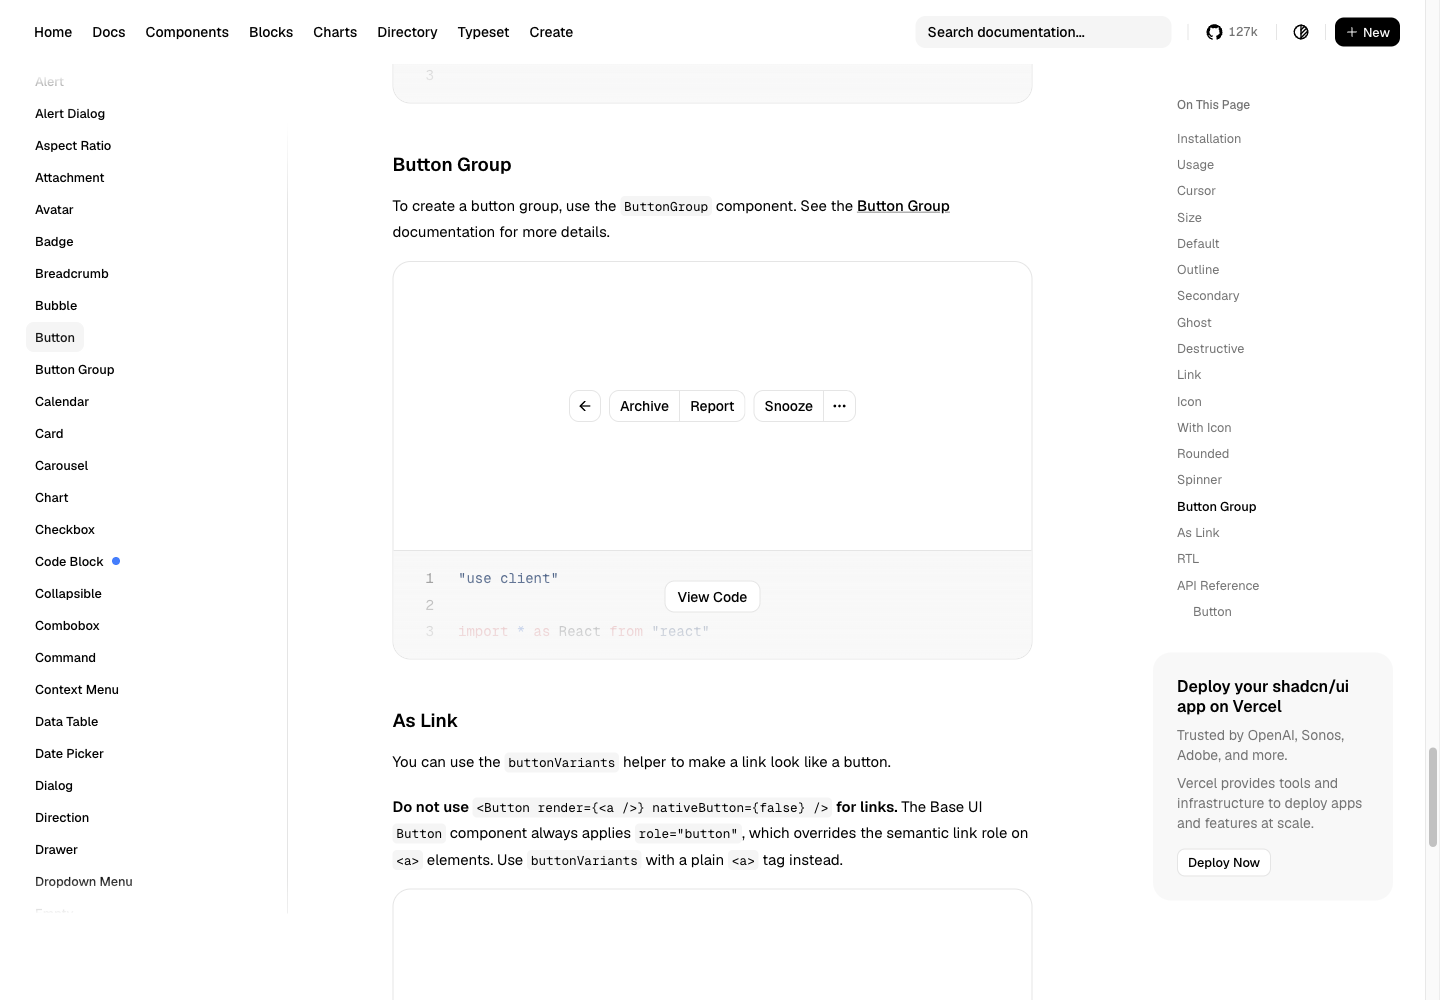 Home Docs Components Blocks Charts Directory Typeset Create
Search documentation...
127k
New
Alert
Alert Dialog
Aspect Ratio
Attachment
Avatar
Badge
Breadcrumb
Bubble
Button
Button Group
Calendar
Card
Carousel
Chart
Checkbox
Code Block
Collapsible
Combobox
Command
Context Menu
Data Table
Date Picker
Dialog
Direction
Drawer
Dropdown Menu
3
Button Group
To create a button group, use the ButtonGroup component. See the Button Group
documentation for more details.
Archive Report Snooze
1 "use client"
2
View Code
3 import * as React from "react"
As Link
You can use the buttonVariants helper to make a link look like a button.
Do not use <Button render={<a />} nativeButton={false} /> for links. The Base UI
Button component always applies role="button", which overrides the semantic link role on
<a> elements. Use buttonVariants with a plain <a> tag instead.
On This Page
Installation
Usage
Cursor
Size
Default
Outline
Secondary
Ghost
Destructive
Link
Icon
With Icon
Rounded
Spinner
Button Group
As Link
RTL
API Reference
Button
Deploy your shadcn/ui
app on Vercel
Trusted by OpenAI, Sonos,
Adobe, and more.
Vercel provides tools and
infrastructure to deploy apps
and features at scale.
Deploy Now